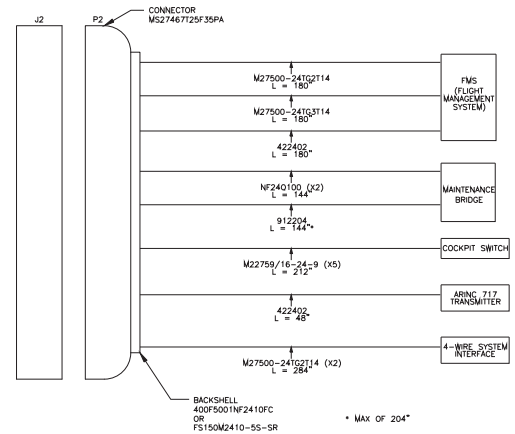 J2
P2
CONNECTOR
MS27467T25F35PA
M27500-24TG2T14
L = 180"
M27500-24TG3T14
L = 180"
422402
L = 180"
FMS
(FLIGHT
MANAGEMENT
SYSTEM)
NF24Q100 (X2)
L = 144"
912204
L = 144"*
MAINTENANCE
BRIDGE
M22759/16-24-9 (X5)
L = 212"
COCKPIT SWITCH
422402
L = 48"
ARINC 717
TRANSMITTER
M27500-24TG2T14 (X2)
L = 284"
4-WIRE SYSTEM
INTERFACE
BACKSHELL
400F5001NF2410FC
OR
FS150M2410-5S-SR
* MAX OF 204"